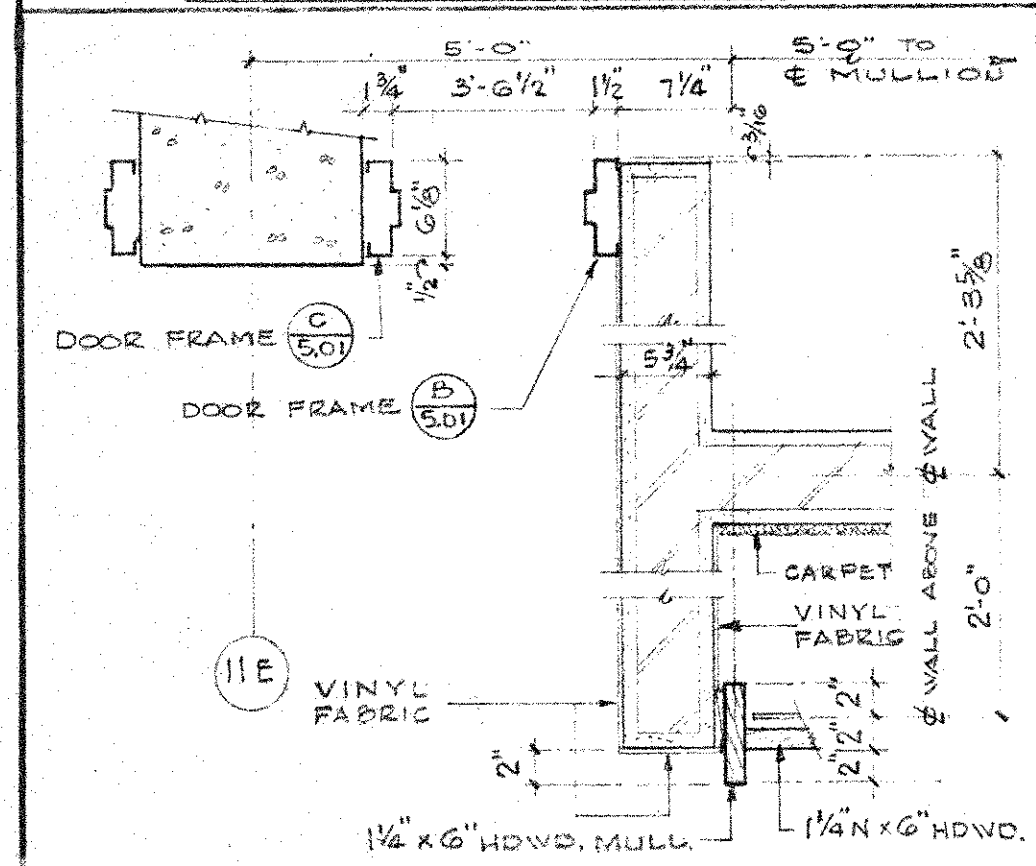 5'-0"
5'-0" TO
℄ MULLION
1 3/4"
3'-6 1/2"
1 1/2"
7 1/4"
3/16"
6 1/8"
1/2"
2'-3 5/8"
DOOR FRAME C
5.01
DOOR FRAME B
5.01
5 3/4"
℄ WALL ABOVE ℄ WALL
CARPET
2'-0"
VINYL
FABRIC
11E
VINYL
FABRIC
2"
2"
2"
2"
1 1/4" x 6" HDWD. MULL.
1 1/4" N x 6" HDWD.